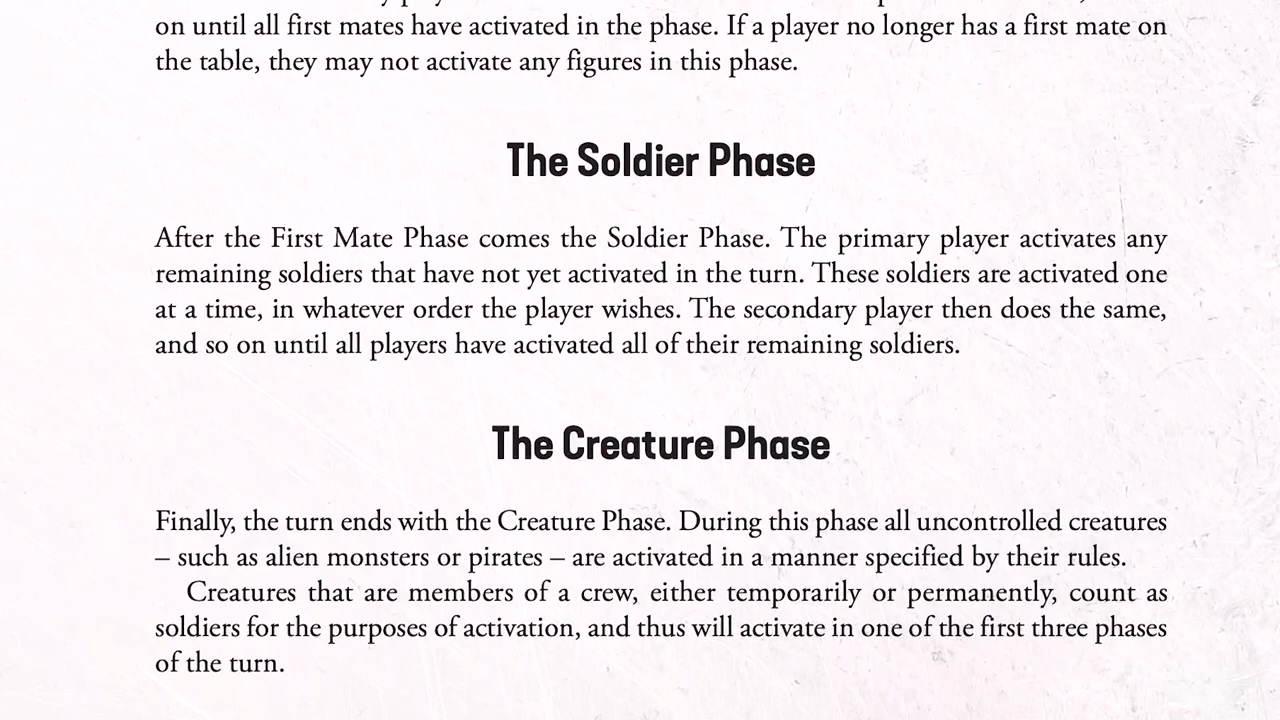 on until all first mates have activated in the phase. If a player no longer has a first mate on
the table, they may not activate any figures in this phase.
The Soldier Phase
After the First Mate Phase comes the Soldier Phase. The primary player activates any
remaining soldiers that have not yet activated in the turn. These soldiers are activated one
at a time, in whatever order the player wishes. The secondary player then does the same,
and so on until all players have activated all of their remaining soldiers.
The Creature Phase
Finally, the turn ends with the Creature Phase. During this phase all uncontrolled creatures
– such as alien monsters or pirates – are activated in a manner specified by their rules.
Creatures that are members of a crew, either temporarily or permanently, count as
soldiers for the purposes of activation, and thus will activate in one of the first three phases
of the turn.